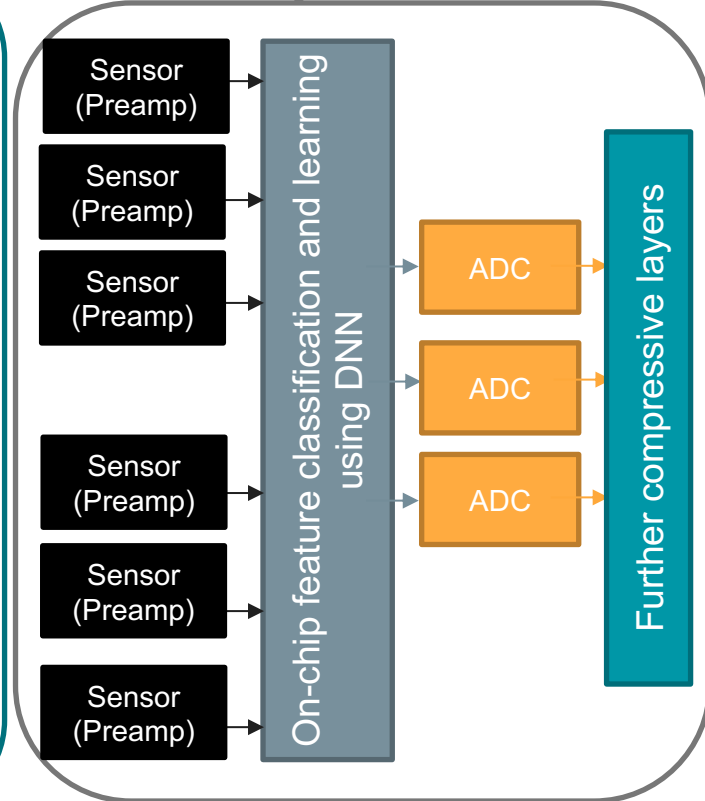 Sensor
(Preamp)
Sensor
(Preamp)
Sensor
(Preamp)
Sensor
(Preamp)
Sensor
(Preamp)
Sensor
(Preamp)
On-chip feature classification and learning
using DNN
ADC
ADC
ADC
Further compressive layers